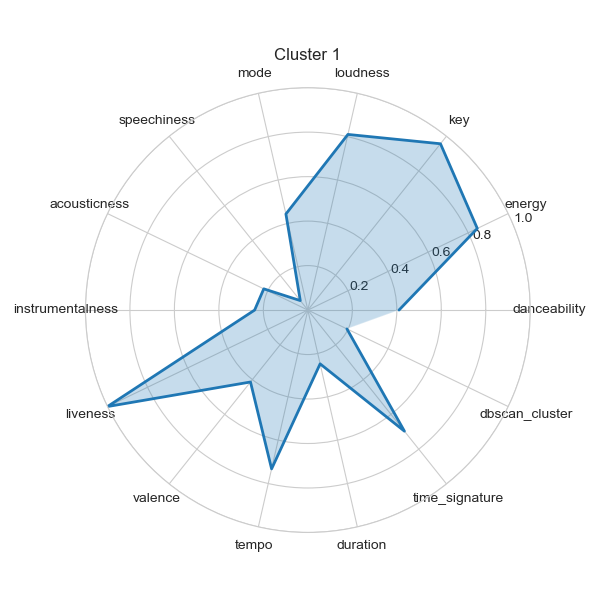 Cluster 1
mode
loudness
speechiness
key
acousticness
energy
1.0
0.8
0.6
0.4
0.2
instrumentalness
danceability
liveness
dbscan_cluster
valence
time_signature
tempo
duration